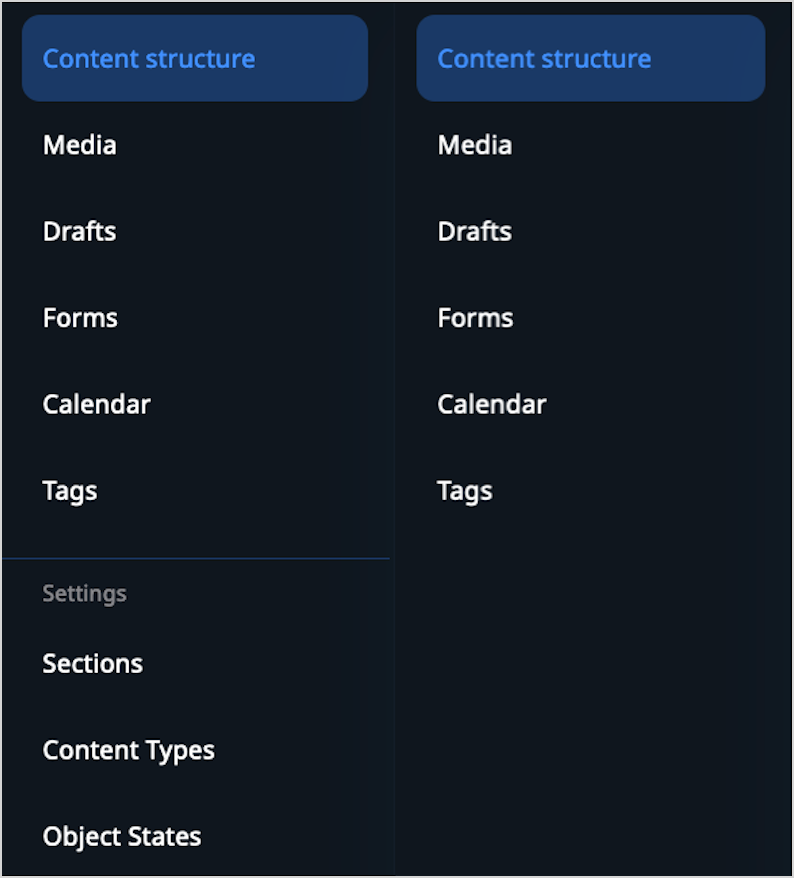 Content structure
Media
Drafts
Forms
Calendar
Tags
Settings
Sections
Content Types
Object States
Content structure
Media
Drafts
Forms
Calendar
Tags